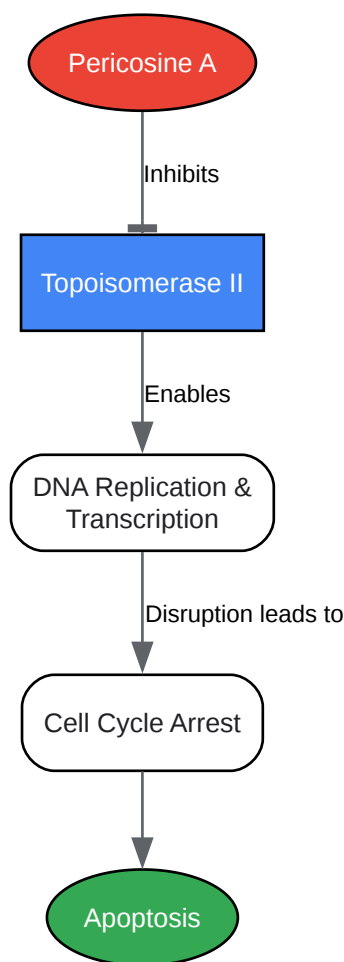 Pericosine A
Inhibits
Topoisomerase II
Enables
DNA Replication &
Transcription
Disruption leads to
Cell Cycle Arrest
Apoptosis